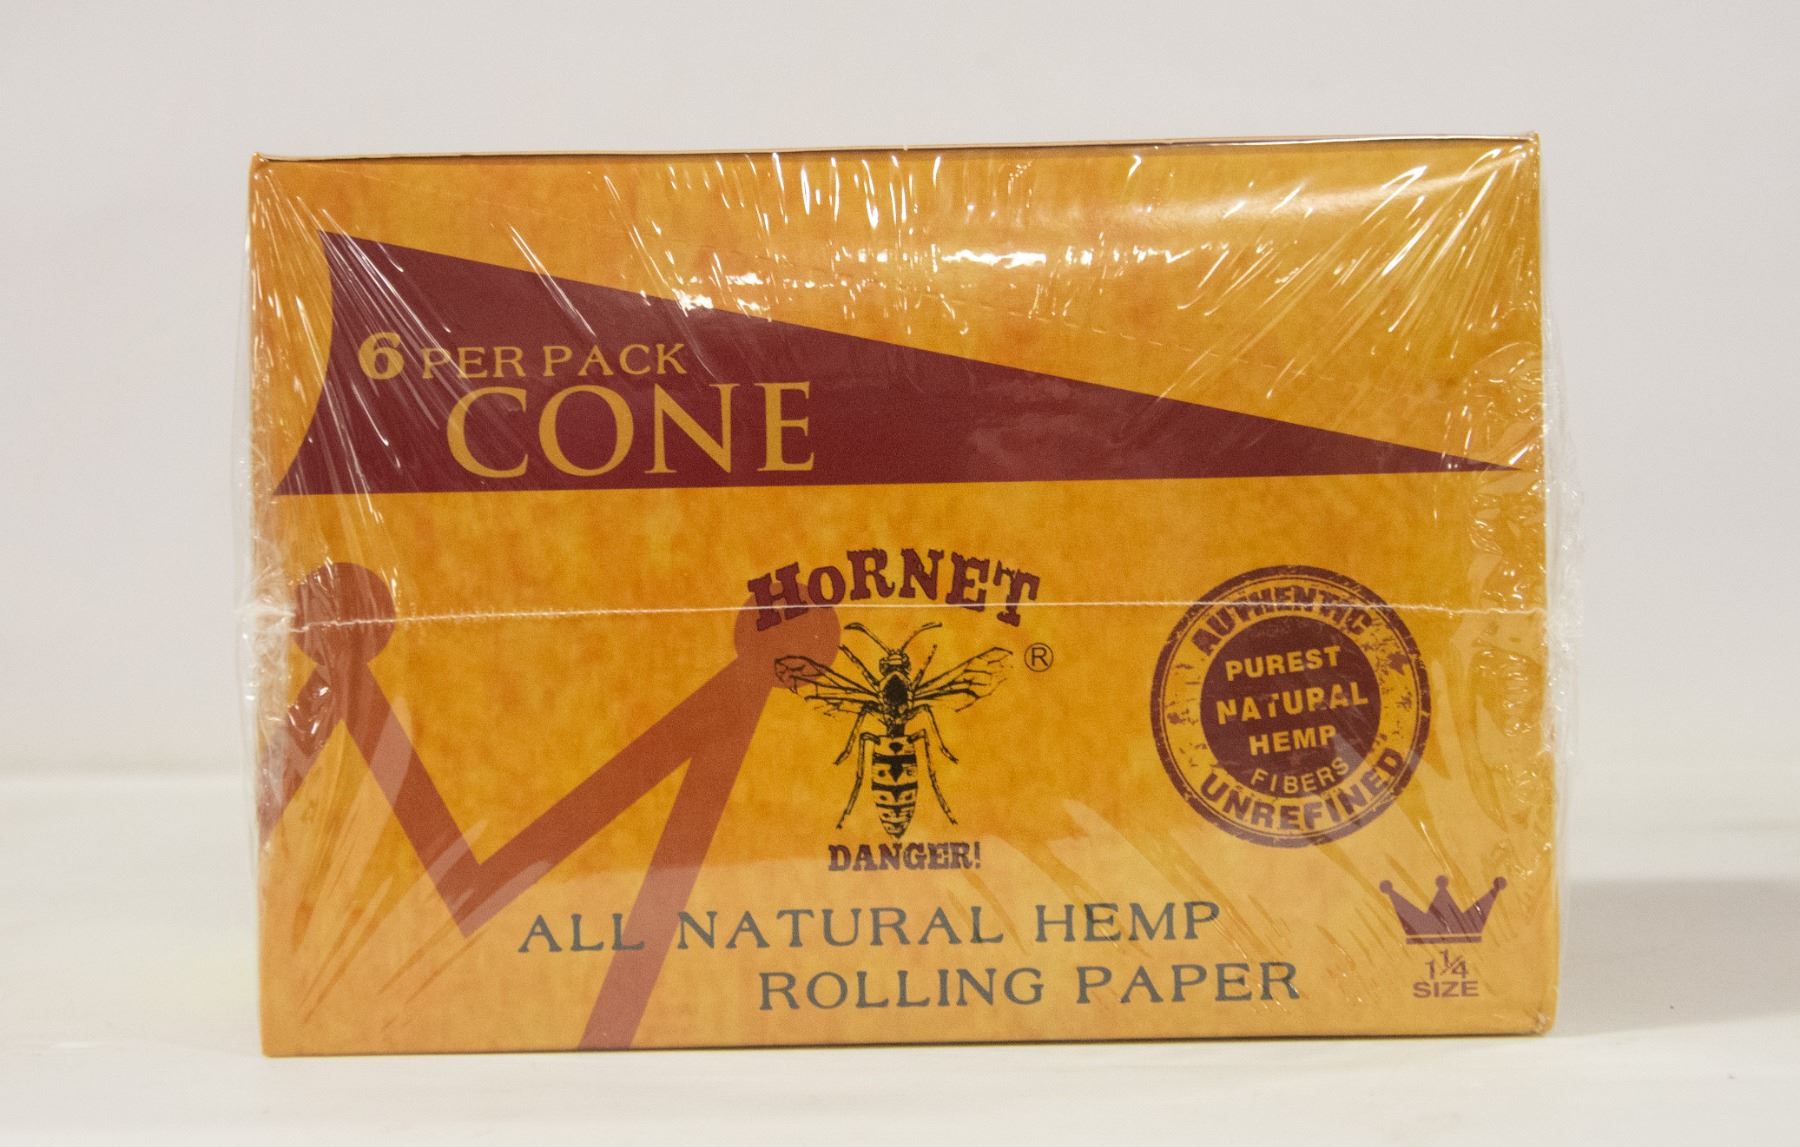 6 PER PACK
CONE
HORNET
®
DANGER!
AUTHENTIC
PUREST
NATURAL
HEMP
FIBERS
UNREFINED
ALL NATURAL HEMP
ROLLING PAPER
1¼
SIZE